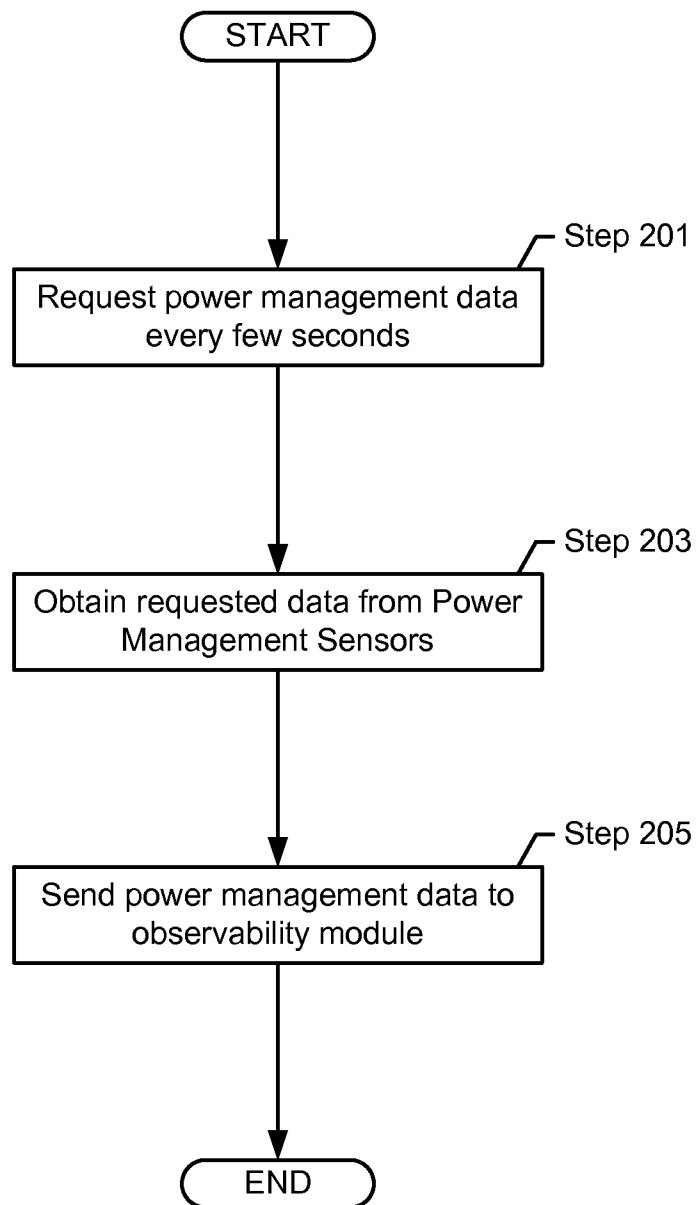 START
Step 201
Request power management data
every few seconds
Step 203
Obtain requested data from Power
Management Sensors
Step 205
Send power management data to
observability module
END